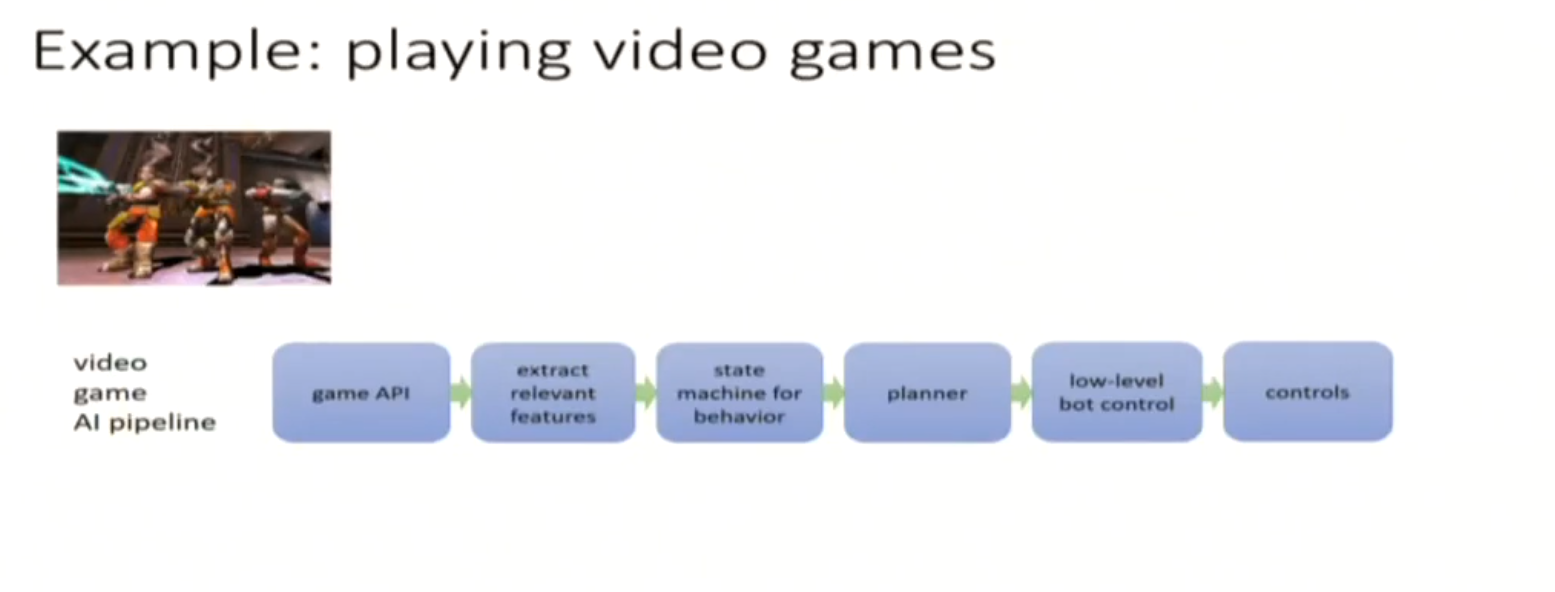 Example: playing video games
video
game
AI pipeline
game API
extract
relevant
features
state
machine for
behavior
planner
low-level
bot control
controls